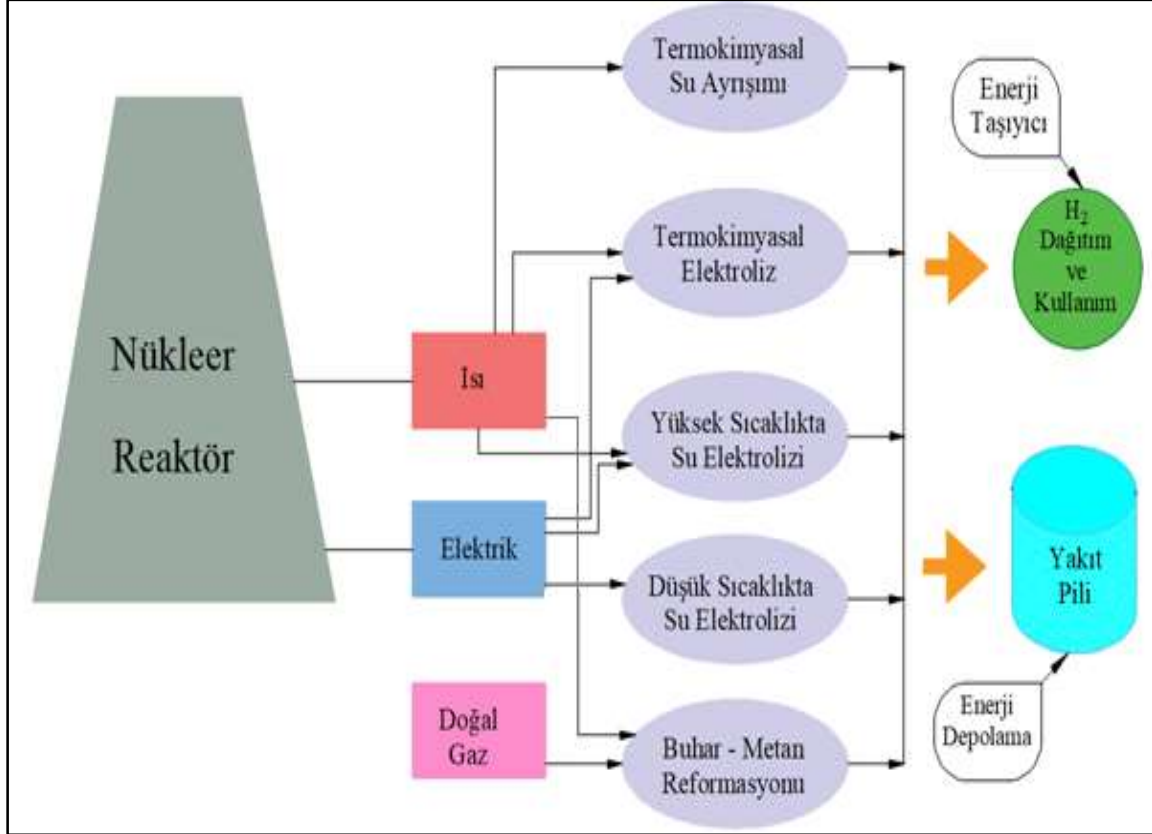 Nükleer
Reaktör
Isı
Elektrik
Doğal
Gaz
Termokimyasal
Su Ayrışımı
Termokimyasal
Elektroliz
Yüksek Sıcaklıkta
Su Elektrolizi
Düşük Sıcaklıkta
Su Elektrolizi
Buhar - Metan
Reformasyonu
Enerji
Taşıyıcı
H₂
Dağıtım
ve
Kullanım
Yakıt
Pili
Enerji
Depolama